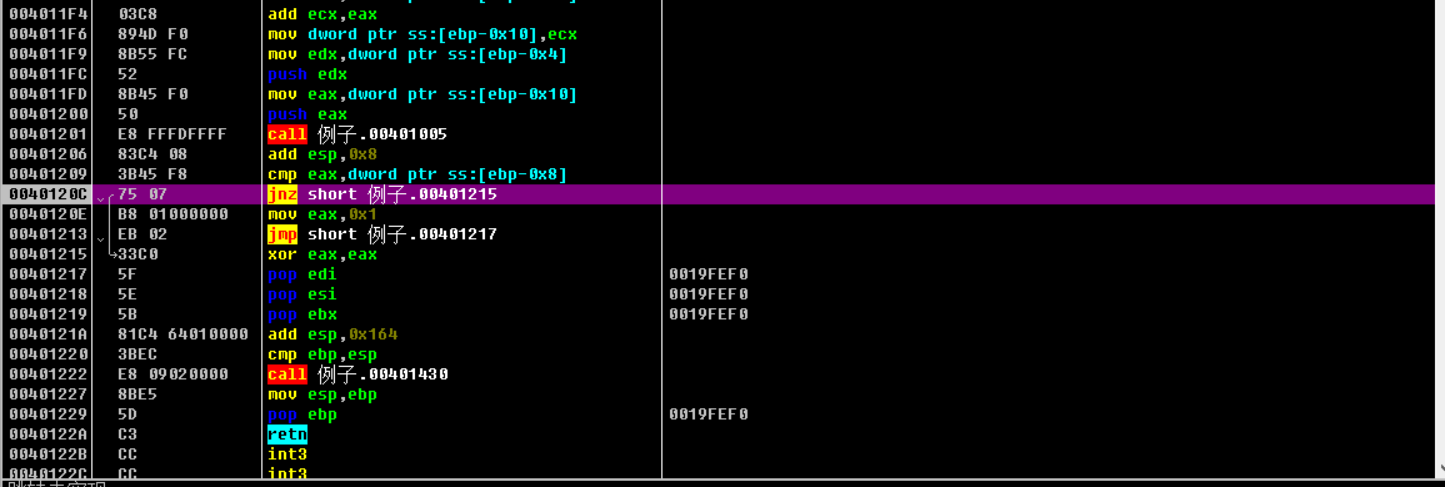 004011F4 03C8 add ecx,eax
004011F6 894D F0 mov dword ptr ss:[ebp-0x10],ecx
004011F9 8B55 FC mov edx,dword ptr ss:[ebp-0x4]
004011FC 52 push edx
004011FD 8B45 F0 mov eax,dword ptr ss:[ebp-0x10]
00401200 50 push eax
00401201 E8 FFFDFFFF call 例子.00401005
00401206 83C4 08 add esp,0x8
00401209 3B45 F8 cmp eax,dword ptr ss:[ebp-0x8]
0040120C 75 07 jnz short 例子.00401215
0040120E B8 01000000 mov eax,0x1
00401213 EB 02 jmp short 例子.00401217
00401215 33C0 xor eax,eax
00401217 5F pop edi 0019FEF0
00401218 5E pop esi 0019FEF0
00401219 5B pop ebx 0019FEF0
0040121A 81C4 64010000 add esp,0x164
00401220 3BEC cmp ebp,esp
00401222 E8 09020000 call 例子.00401430
00401227 8BE5 mov esp,ebp
00401229 5D pop ebp 0019FEF0
0040122A C3 retn
0040122B CC int3
0040122C CC int3